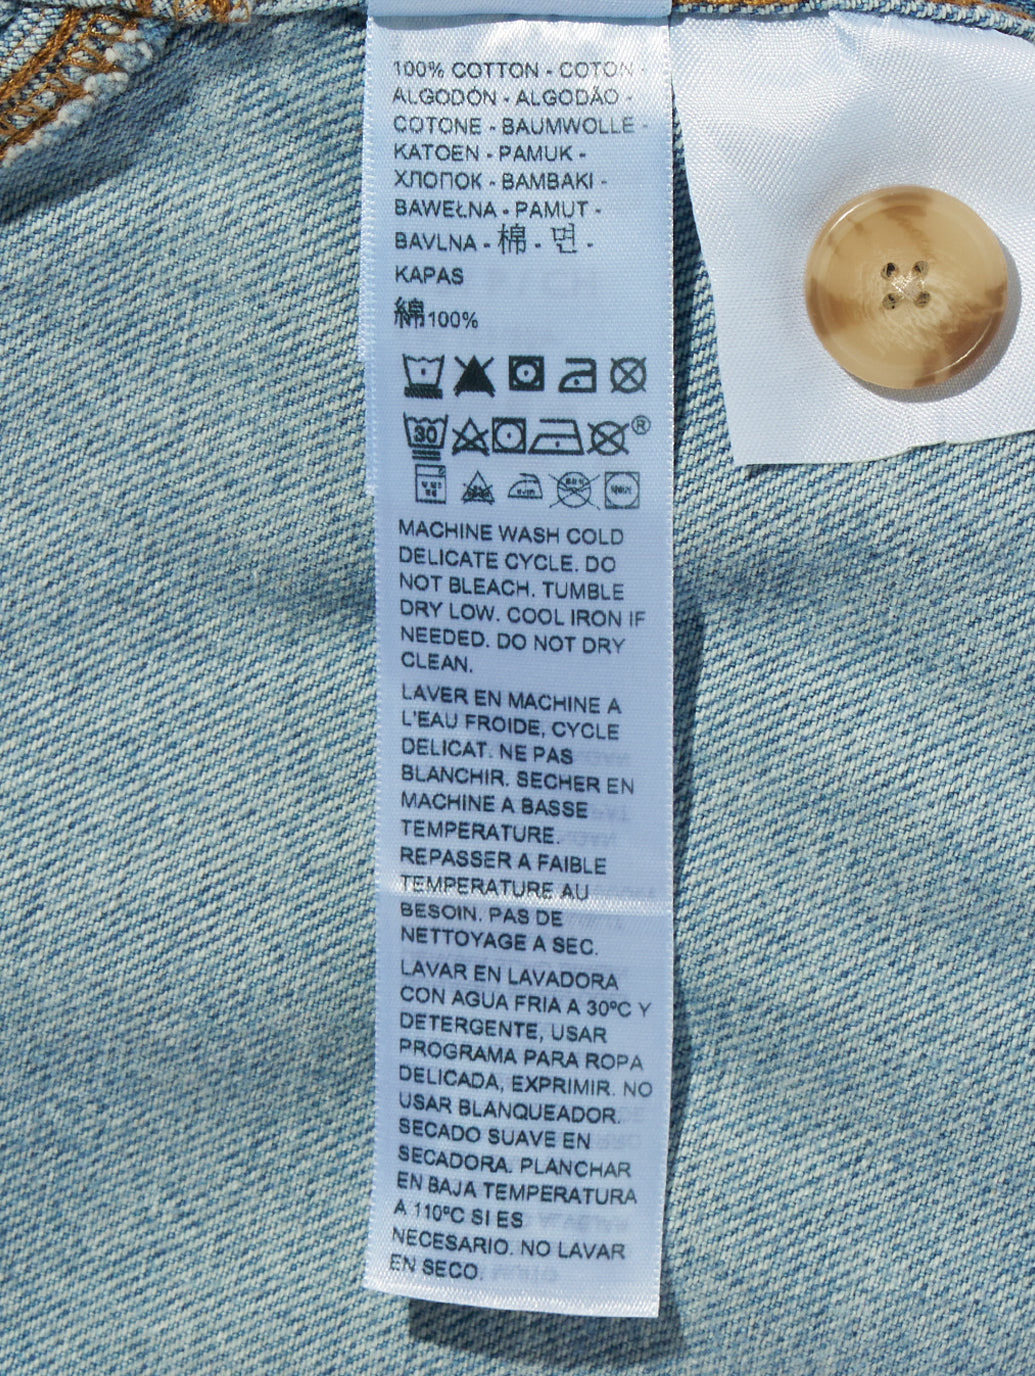 100% COTTON - COTON -
ALGODÓN - ALGODÃO -
COTONE - BAUMWOLLE -
KATOEN - PAMUK -
ХЛОПОК - BAMBAKI -
BAWEŁNA - PAMUT -
BAVLNA - 棉 - 면 -
KAPAS
綿100%
30
®
MACHINE WASH COLD
DELICATE CYCLE. DO
NOT BLEACH. TUMBLE
DRY LOW. COOL IRON IF
NEEDED. DO NOT DRY
CLEAN.
LAVER EN MACHINE A
L'EAU FROIDE, CYCLE
DELICAT. NE PAS
BLANCHIR. SECHER EN
MACHINE A BASSE
TEMPERATURE.
REPASSER A FAIBLE
TEMPERATURE AU
BESOIN. PAS DE
NETTOYAGE A SEC.
LAVAR EN LAVADORA
CON AGUA FRIA A 30ºC Y
DETERGENTE, USAR
PROGRAMA PARA ROPA
DELICADA, EXPRIMIR. NO
USAR BLANQUEADOR.
SECADO SUAVE EN
SECADORA. PLANCHAR
EN BAJA TEMPERATURA
A 110ºC SI ES
NECESARIO. NO LAVAR
EN SECO.